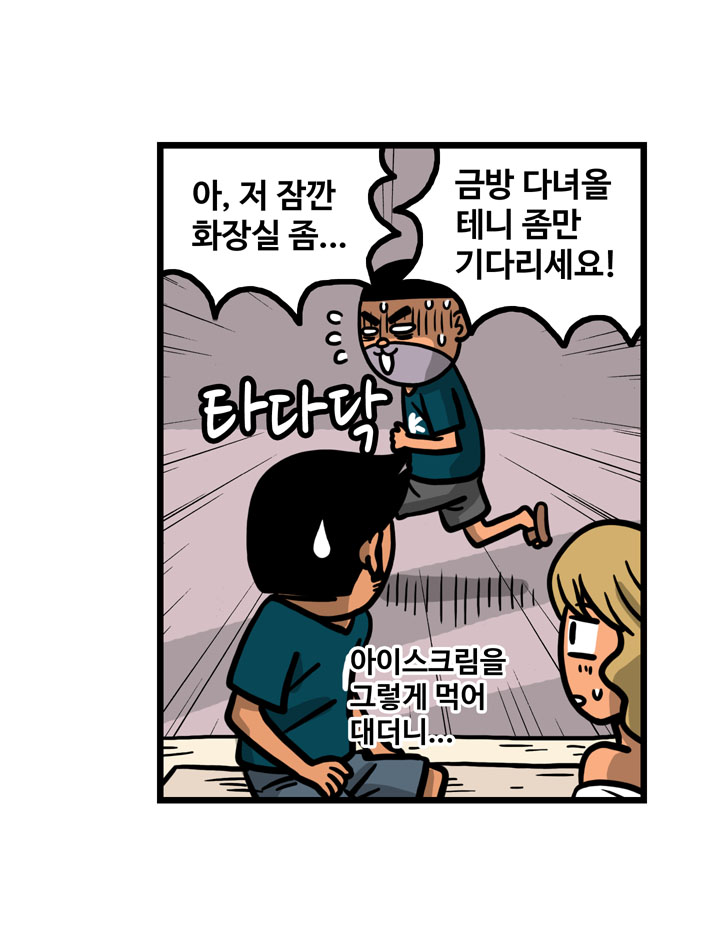 아, 저 잠깐
화장실 좀...
금방 다녀올
테니 좀만
기다리세요!
타다닥
아이스크림을
그렇게 먹어
대더니...